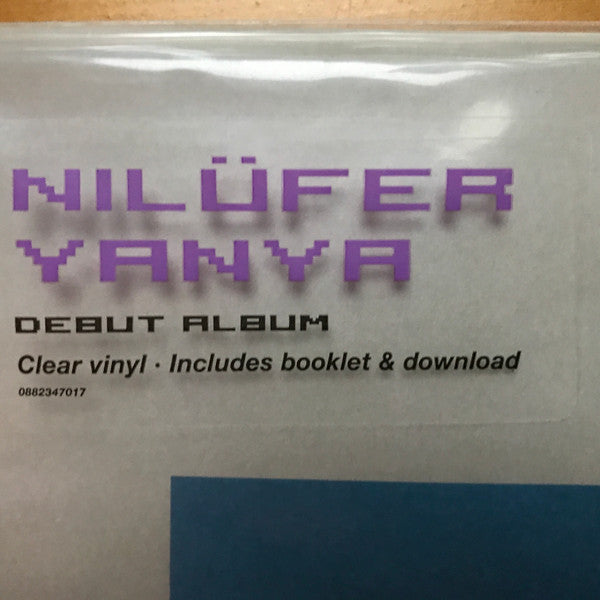 NILÜFER
YANYA
DEBUT ALBUM
Clear vinyl · Includes booklet & download
0882347017